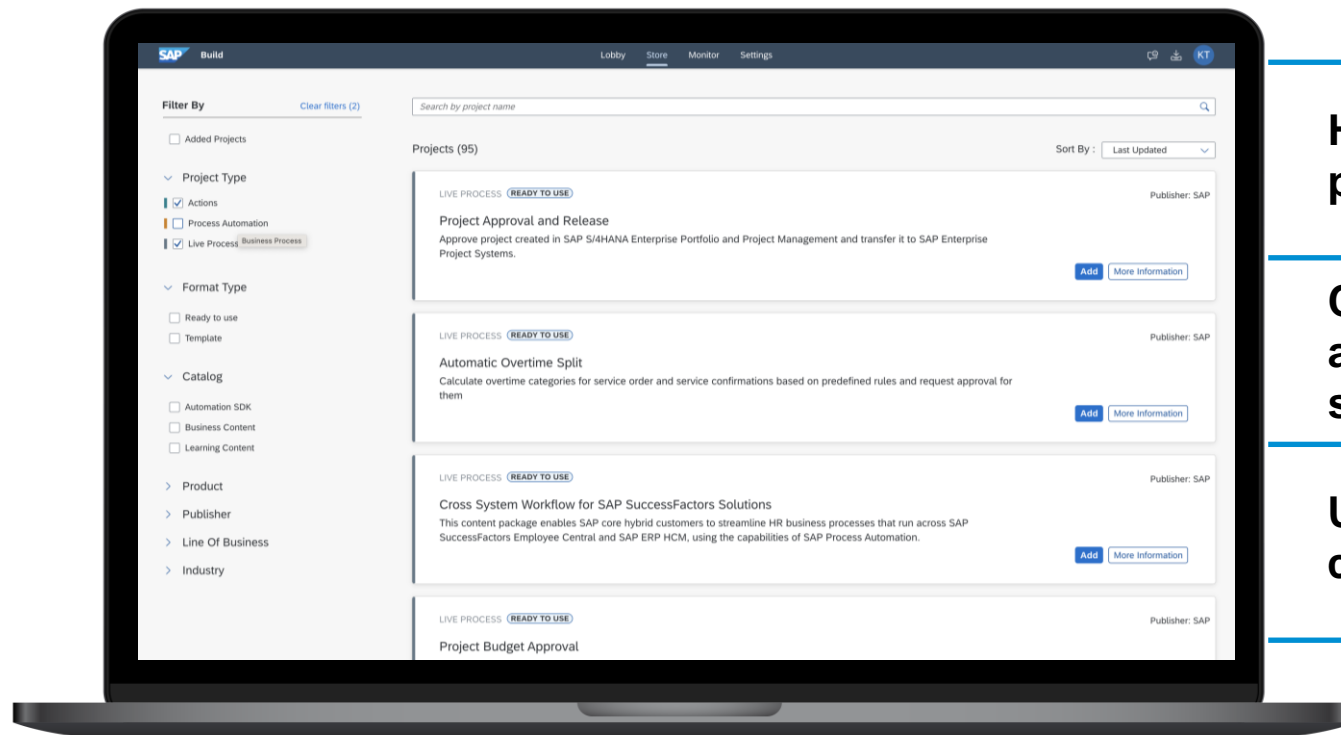 SAP Build Lobby Store Monitor Settings KT
Filter By Clear filters (2)
Added Projects
Project Type
Actions
Process Automation
Live Process Business Process
Format Type
Ready to use
Template
Catalog
Automation SDK
Business Content
Learning Content
Product
Publisher
Line Of Business
Industry
Search by project name
Projects (95) Sort By : Last Updated
LIVE PROCESS READY TO USE Publisher: SAP
Project Approval and Release
Approve project created in SAP S/4HANA Enterprise Portfolio and Project Management and transfer it to SAP Enterprise
Project Systems.
Add More Information
LIVE PROCESS READY TO USE Publisher: SAP
Automatic Overtime Split
Calculate overtime categories for service order and service confirmations based on predefined rules and request approval for
them
Add More Information
LIVE PROCESS READY TO USE Publisher: SAP
Cross System Workflow for SAP SuccessFactors Solutions
This content package enables SAP core hybrid customers to streamline HR business processes that run across SAP
SuccessFactors Employee Central and SAP ERP HCM, using the capabilities of SAP Process Automation.
Add More Information
LIVE PROCESS READY TO USE Publisher: SAP
Project Budget Approval